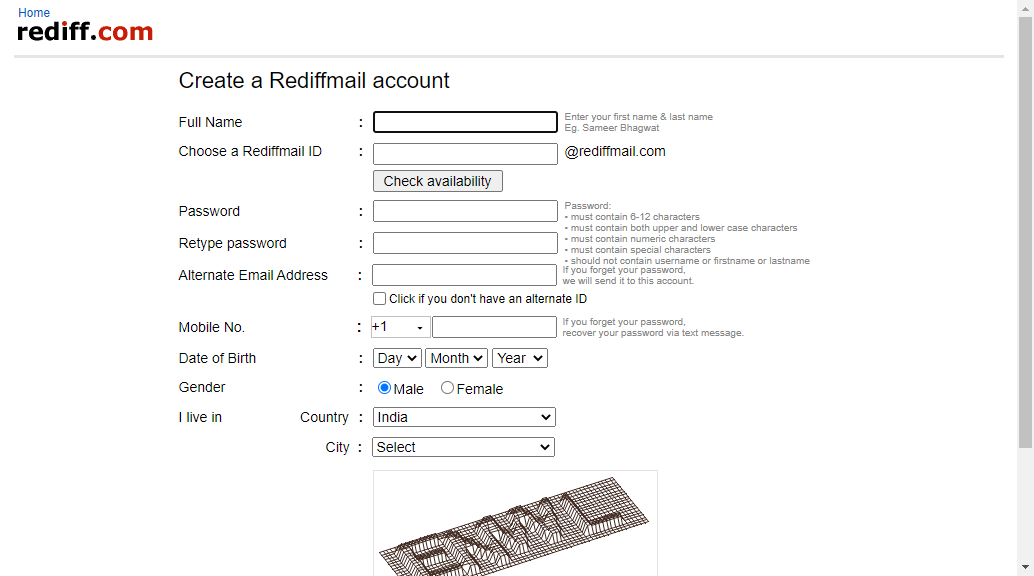 Home
rediff.com
Create a Rediffmail account
Full Name :
Enter your first name & last name
Eg. Sameer Bhagwat
Choose a Rediffmail ID : @rediffmail.com
Check availability
Password :
Password:
• must contain 6-12 characters
• must contain both upper and lower case characters
• must contain numeric characters
• must contain special characters
• should not contain username or firstname or lastname
Retype password :
Alternate Email Address :
If you forget your password,
we will send it to this account.
Click if you don't have an alternate ID
Mobile No. : +1
If you forget your password,
recover your password via text message.
Date of Birth : Day Month Year
Gender : Male Female
I live in Country : India
City : Select